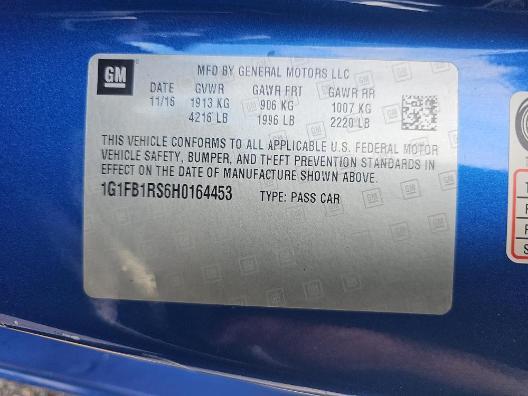 GM
MFD BY GENERAL MOTORS LLC
DATE GVWR GAWR FRT GAWR RR
11/16 1913 KG 906 KG 1007 KG
4216 LB 1996 LB 2220 LB
THIS VEHICLE CONFORMS TO ALL APPLICABLE U.S. FEDERAL MOTOR
VEHICLE SAFETY, BUMPER, AND THEFT PREVENTION STANDARDS IN
EFFECT ON THE DATE OF MANUFACTURE SHOWN ABOVE.
1G1FB1RS6H0164453 TYPE: PASS CAR